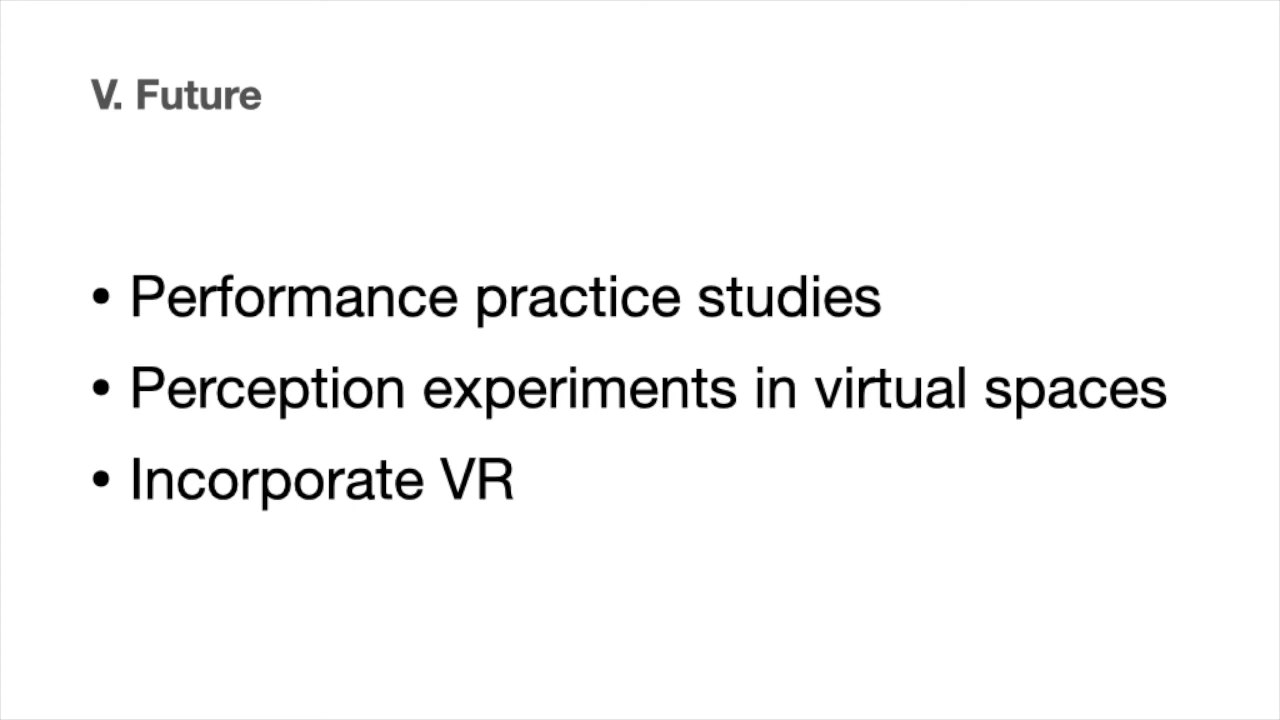 V. Future
• Performance practice studies
• Perception experiments in virtual spaces
• Incorporate VR